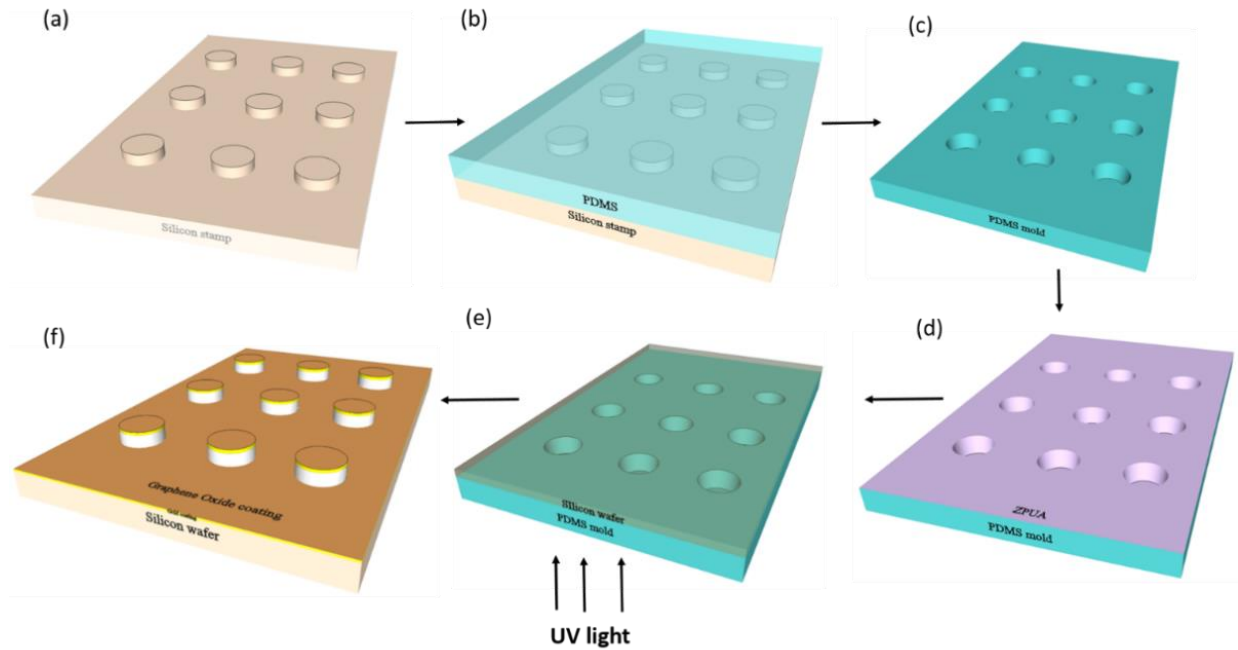 (a)
(b)
(c)
Silicon stamp
PDMS
Silicon stamp
PDMS mold
(f)
(e)
(d)
Graphene Oxide coating
Silicon wafer
Silicon wafer
PDMS mold
ZPUA
PDMS mold
UV light